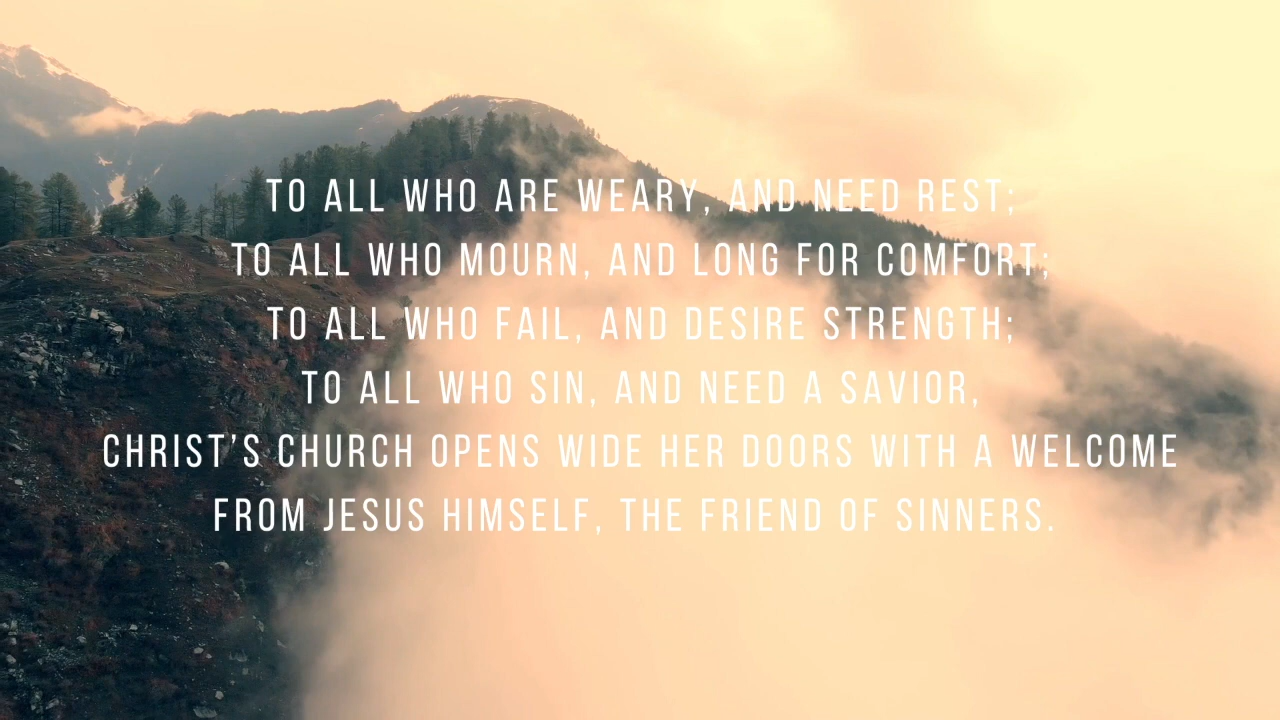 TO ALL WHO ARE WEARY, AND NEED REST;
TO ALL WHO MOURN, AND LONG FOR COMFORT;
TO ALL WHO FAIL, AND DESIRE STRENGTH;
TO ALL WHO SIN, AND NEED A SAVIOR,
CHRIST’S CHURCH OPENS WIDE HER DOORS WITH A WELCOME
FROM JESUS HIMSELF, THE FRIEND OF SINNERS.